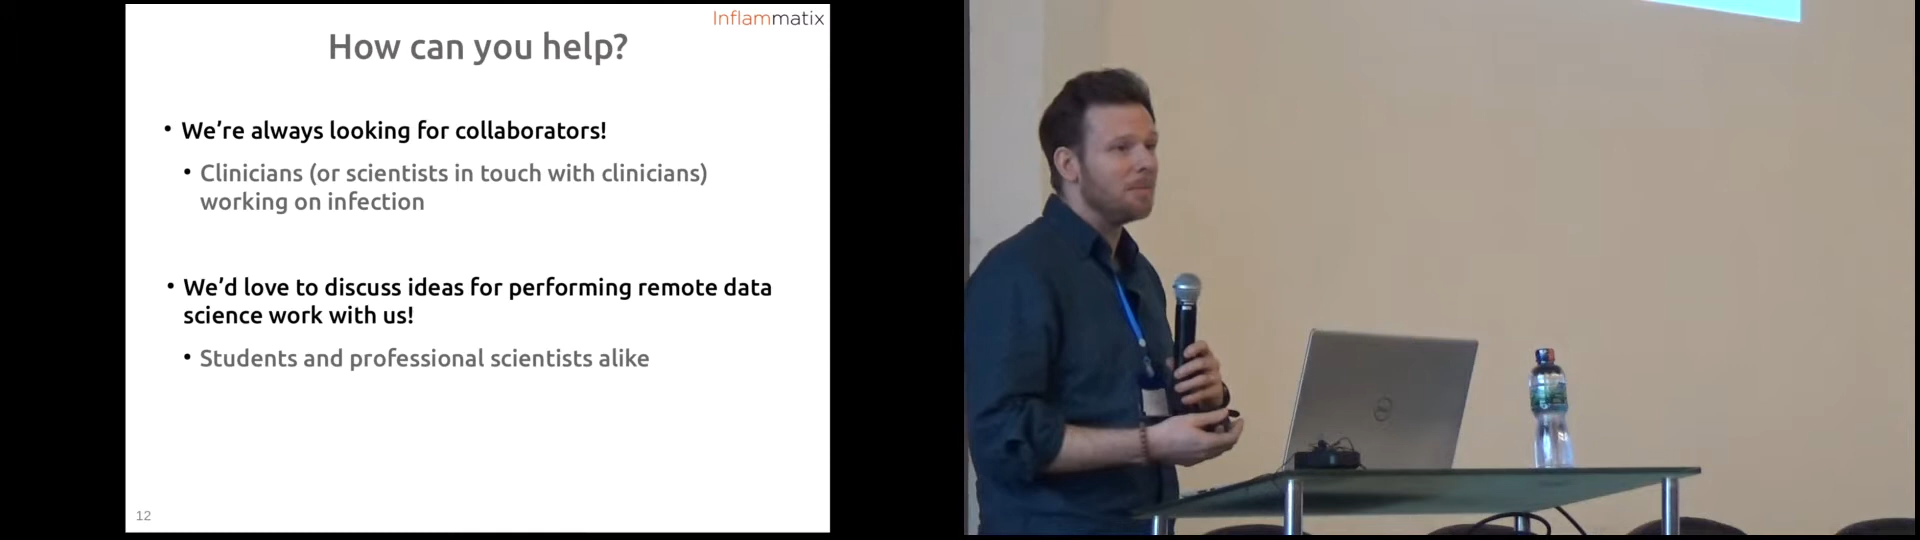 Inflammatix
How can you help?
• We're always looking for collaborators!
• Clinicians (or scientists in touch with clinicians)
working on infection
• We'd love to discuss ideas for performing remote data
science work with us!
• Students and professional scientists alike
12